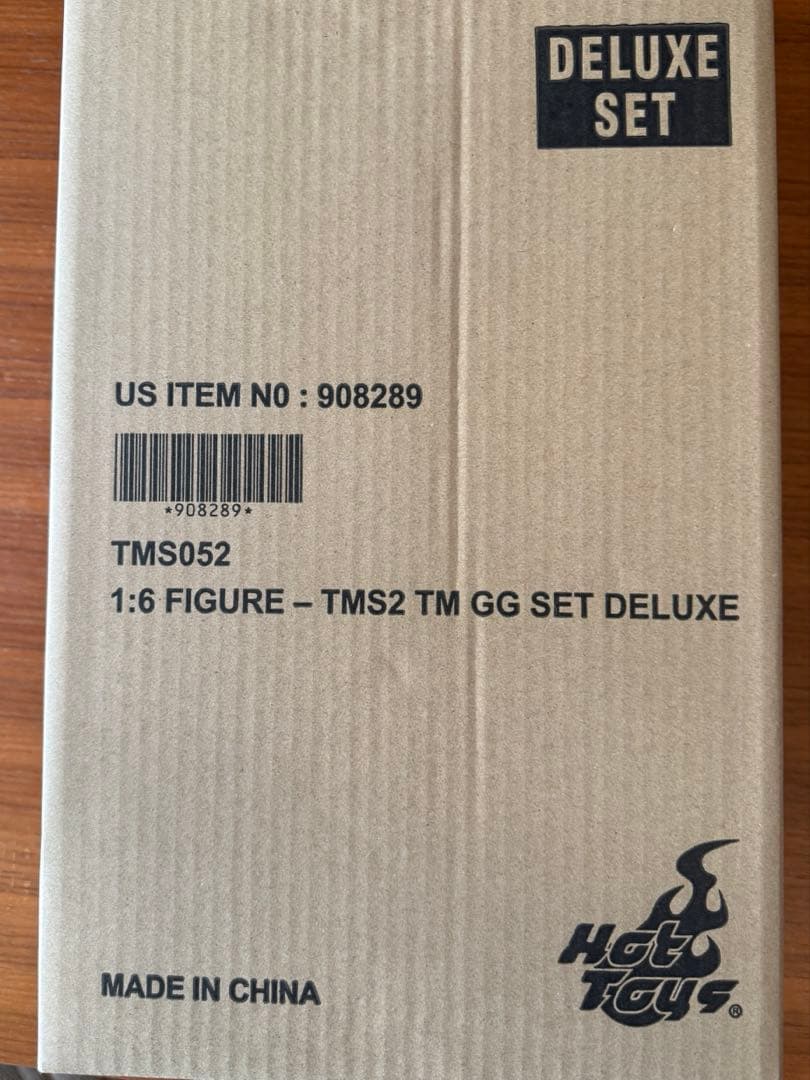 DELUXE
SET
US ITEM N0 : 908289
*908289*
TMS052
1:6 FIGURE – TMS2 TM GG SET DELUXE
MADE IN CHINA
Hot
Toys®